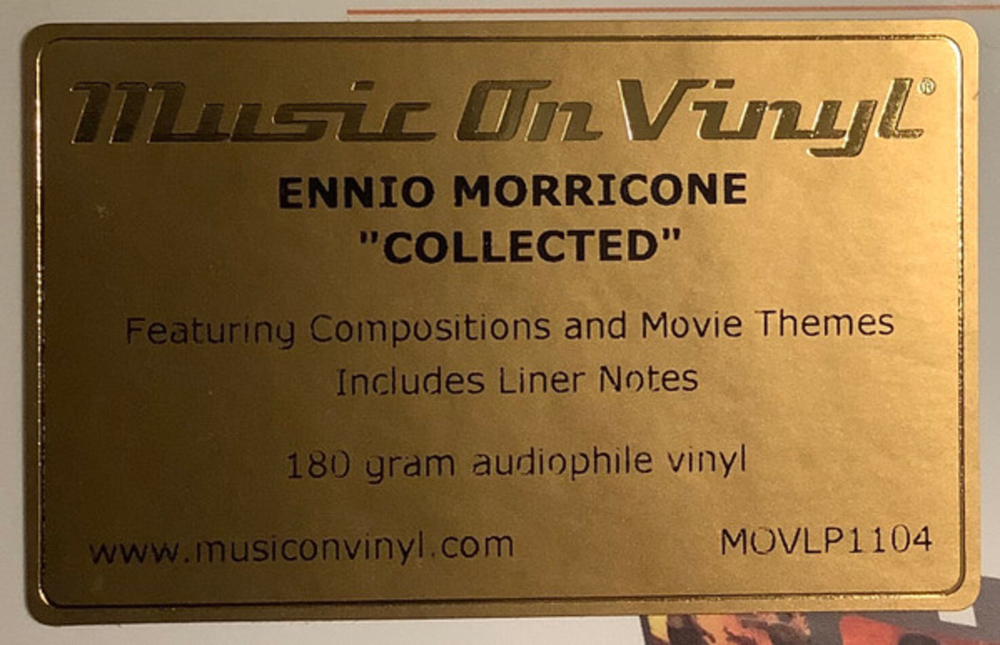 Music On Vinyl®
ENNIO MORRICONE
"COLLECTED"
Featuring Compositions and Movie Themes
Includes Liner Notes
180 gram audiophile vinyl
www.musiconvinyl.com MOVLP1104